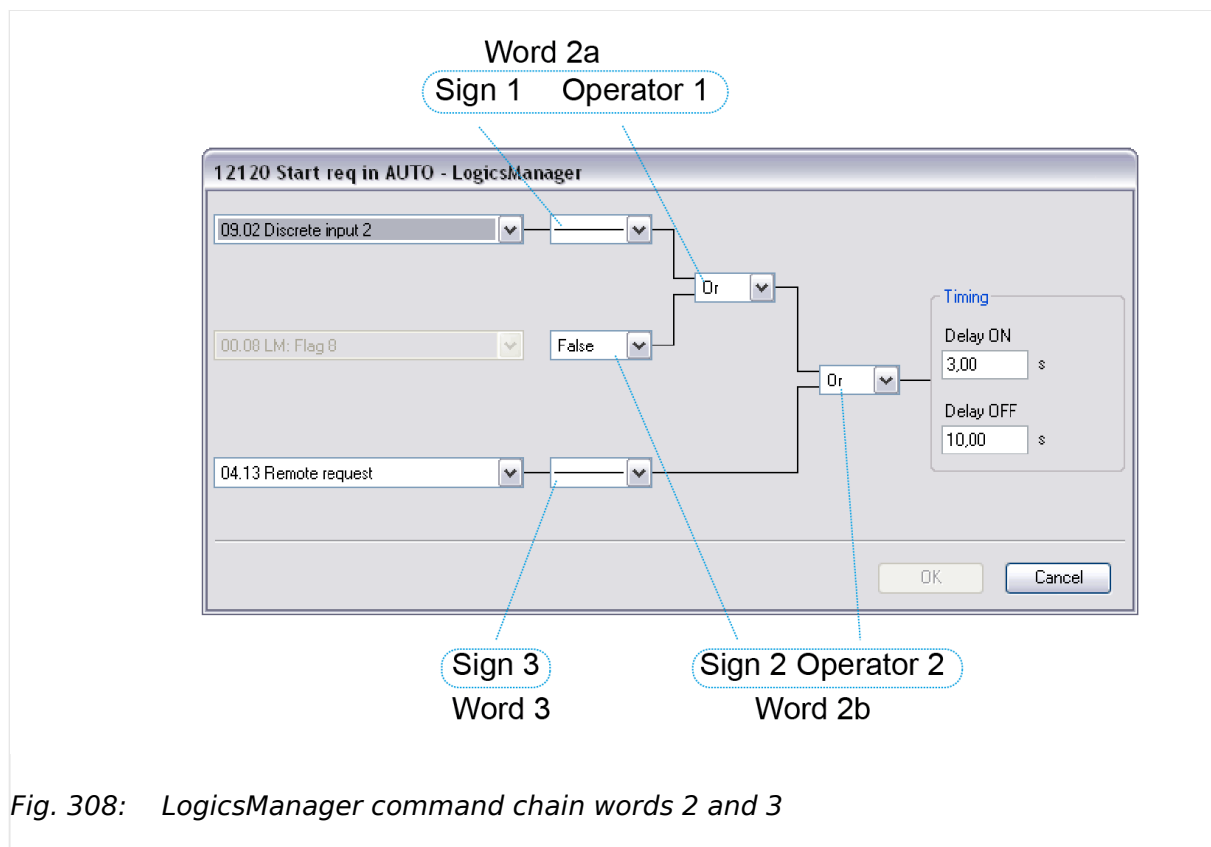 Word 2a
Sign 1 Operator 1
12120 Start req in AUTO - LogicsManager
09.02 Discrete input 2
Or
Timing
00.08 LM: Flag 8
False
Delay ON
3,00 s
Or
Delay OFF
10,00 s
04.13 Remote request
OK Cancel
Sign 3 Sign 2 Operator 2
Word 3 Word 2b
Fig. 308: LogicsManager command chain words 2 and 3